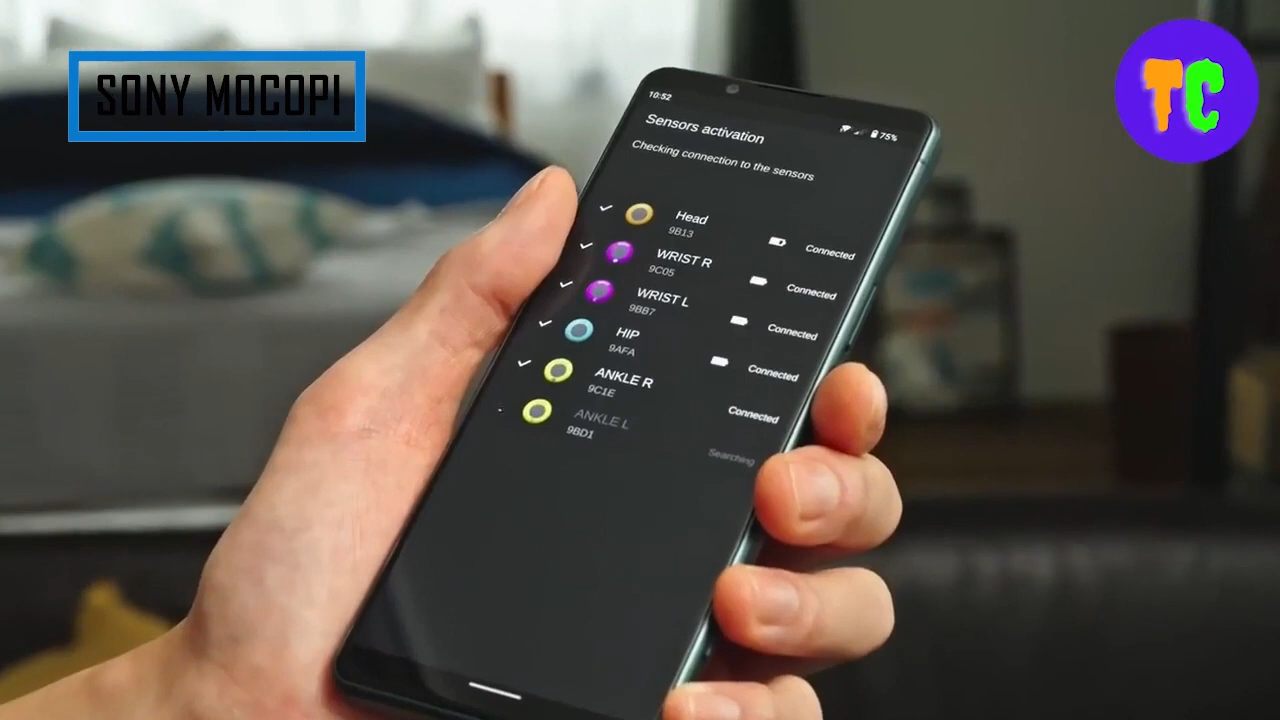 SONY MOCOPI
TC
10:52
75%
Sensors activation
Checking connection to the sensors
Head
9B13
Connected
WRIST R
9C05
Connected
WRIST L
9BB7
Connected
HIP
9AFA
Connected
ANKLE R
9C1E
Connected
ANKLE L
9BD1
Searching